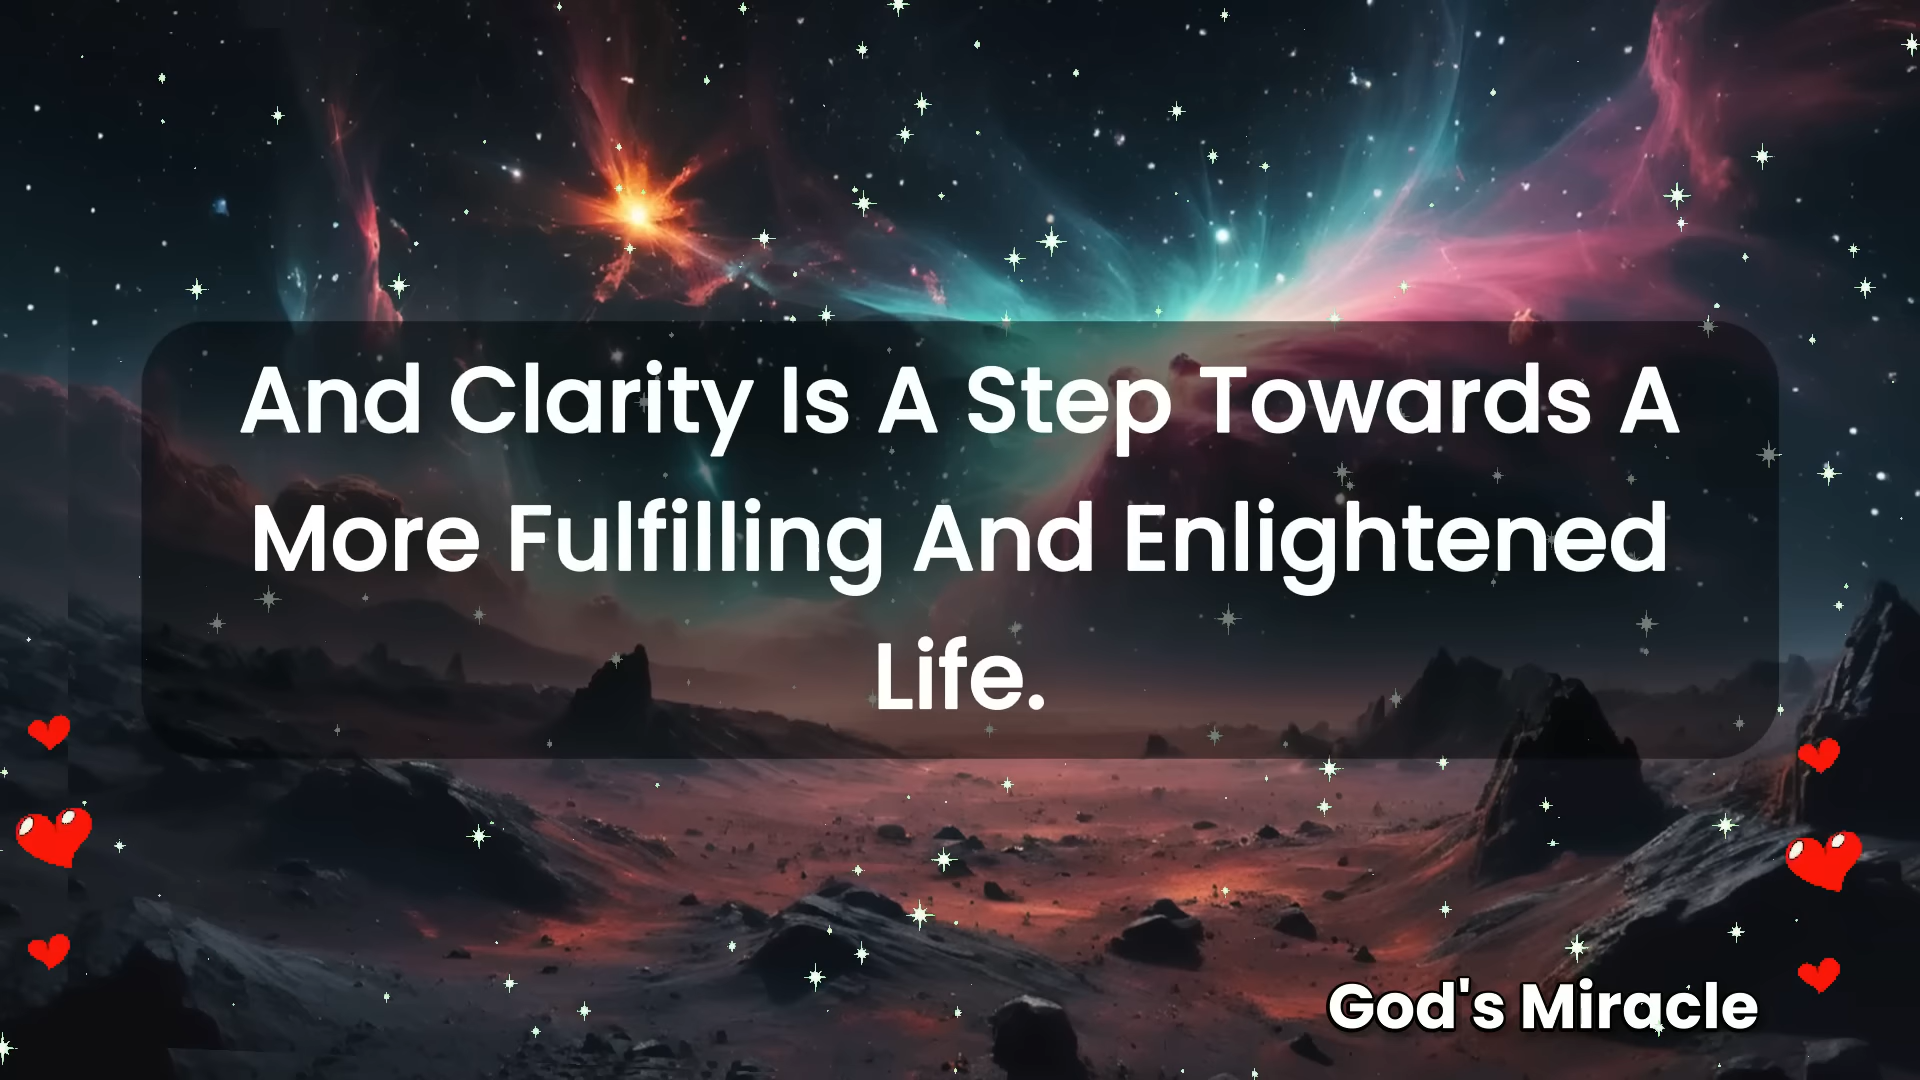 And Clarity Is A Step Towards A
More Fulfilling And Enlightened
Life.
God's Miracle